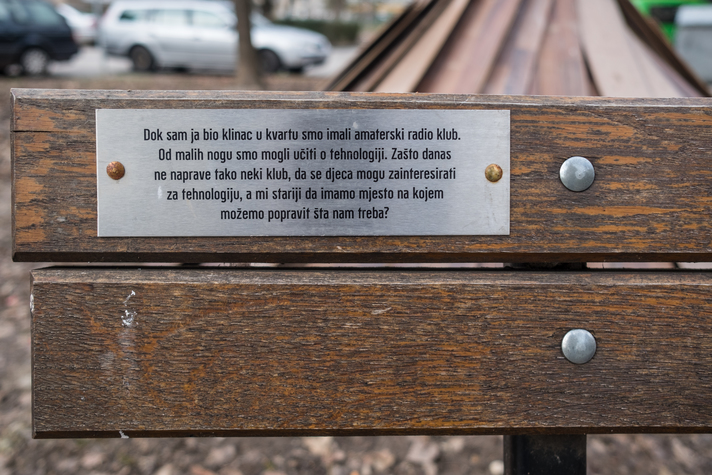 Dok sam ja bio klinac u kvartu smo imali amaterski radio klub.
Od malih nogu smo mogli učiti o tehnologiji. Zašto danas
ne naprave tako neki klub, da se djeca mogu zainteresirati
za tehnologiju, a mi stariji da imamo mjesto na kojem
možemo popravit šta nam treba?